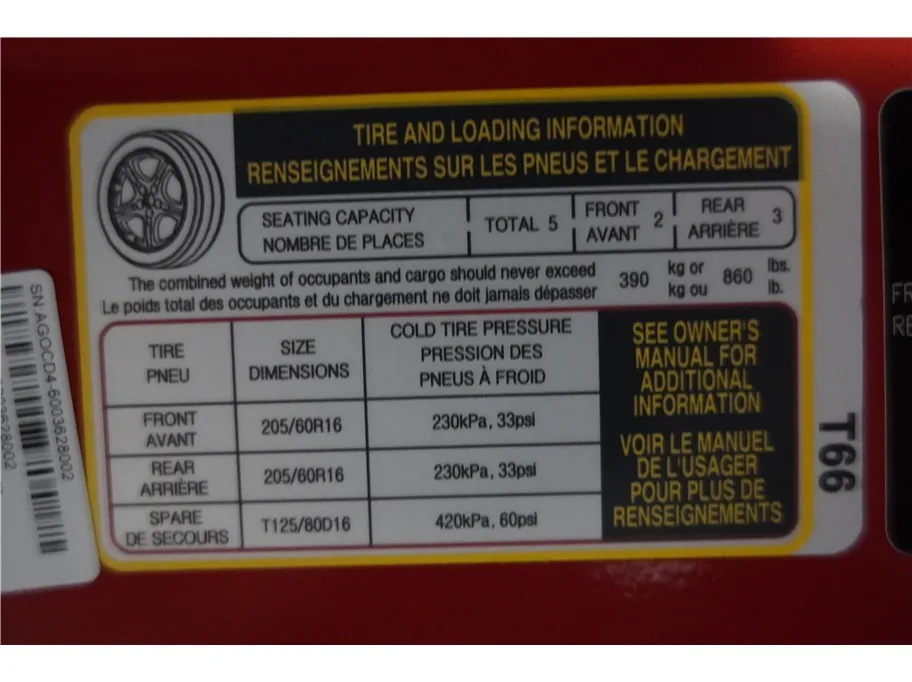 TIRE AND LOADING INFORMATION
RENSEIGNEMENTS SUR LES PNEUS ET LE CHARGEMENT
SEATING CAPACITY
NOMBRE DE PLACES
TOTAL 5
FRONT
AVANT 2
REAR
ARRIÈRE 3
The combined weight of occupants and cargo should never exceed 390 kg or 860 lbs.
Le poids total des occupants et du chargement ne doit jamais dépasser kg ou lb.
TIRE
PNEU
SIZE
DIMENSIONS
COLD TIRE PRESSURE
PRESSION DES
PNEUS À FROID
FRONT
AVANT
205/60R16
230kPa, 33psi
REAR
ARRIÈRE
205/60R16
230kPa, 33psi
SPARE
DE SECOURS
T125/80D16
420kPa, 60psi
SEE OWNER'S
MANUAL FOR
ADDITIONAL
INFORMATION
VOIR LE MANUEL
DE L'USAGER
POUR PLUS DE
RENSEIGNEMENTS
T66
SN AGOCD4-6003628002